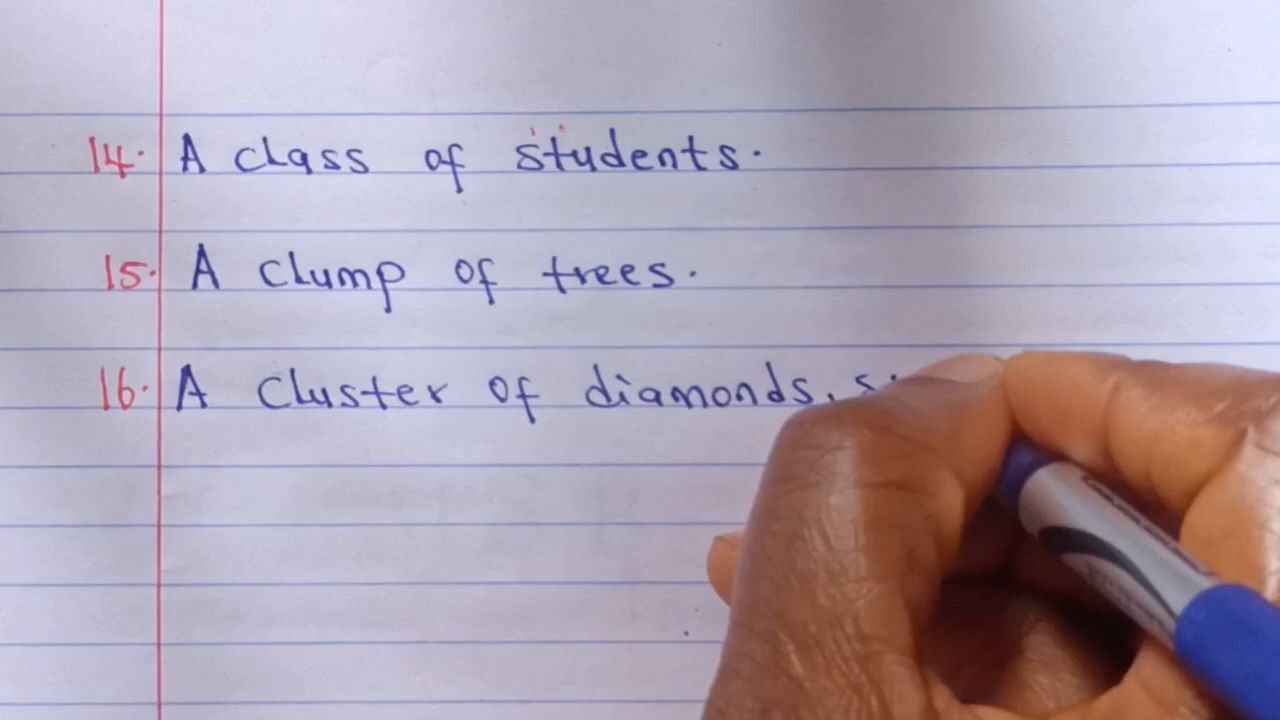 14. A class of students.
15. A clump of trees.
16. A cluster of diamonds,